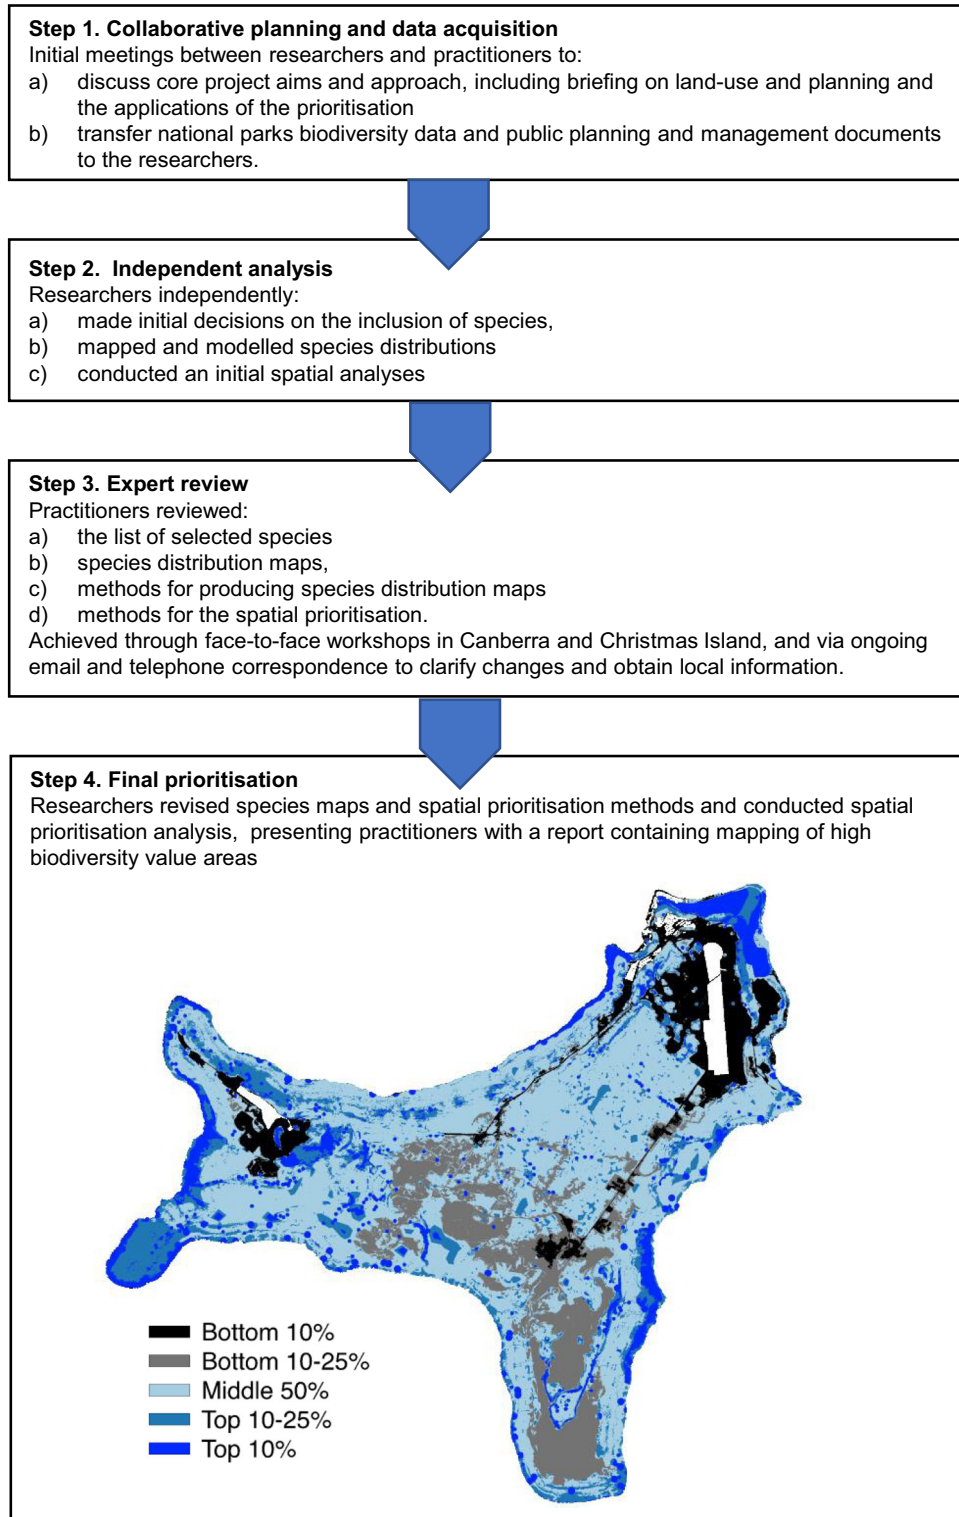 Step 1. Collaborative planning and data acquisition
Initial meetings between researchers and practitioners to:
a) discuss core project aims and approach, including briefing on land-use and planning and
the applications of the prioritisation
b) transfer national parks biodiversity data and public planning and management documents
to the researchers.
Step 2.  Independent analysis
Researchers independently:
a) made initial decisions on the inclusion of species,
b) mapped and modelled species distributions
c) conducted an initial spatial analyses
Step 3. Expert review
Practitioners reviewed:
a) the list of selected species
b) species distribution maps,
c) methods for producing species distribution maps
d) methods for the spatial prioritisation.
Achieved through face-to-face workshops in Canberra and Christmas Island, and via ongoing
email and telephone correspondence to clarify changes and obtain local information.
Step 4. Final prioritisation
Researchers revised species maps and spatial prioritisation methods and conducted spatial
prioritisation analysis,  presenting practitioners with a report containing mapping of high
biodiversity value areas
Bottom 10%
Bottom 10-25%
Middle 50%
Top 10-25%
Top 10%